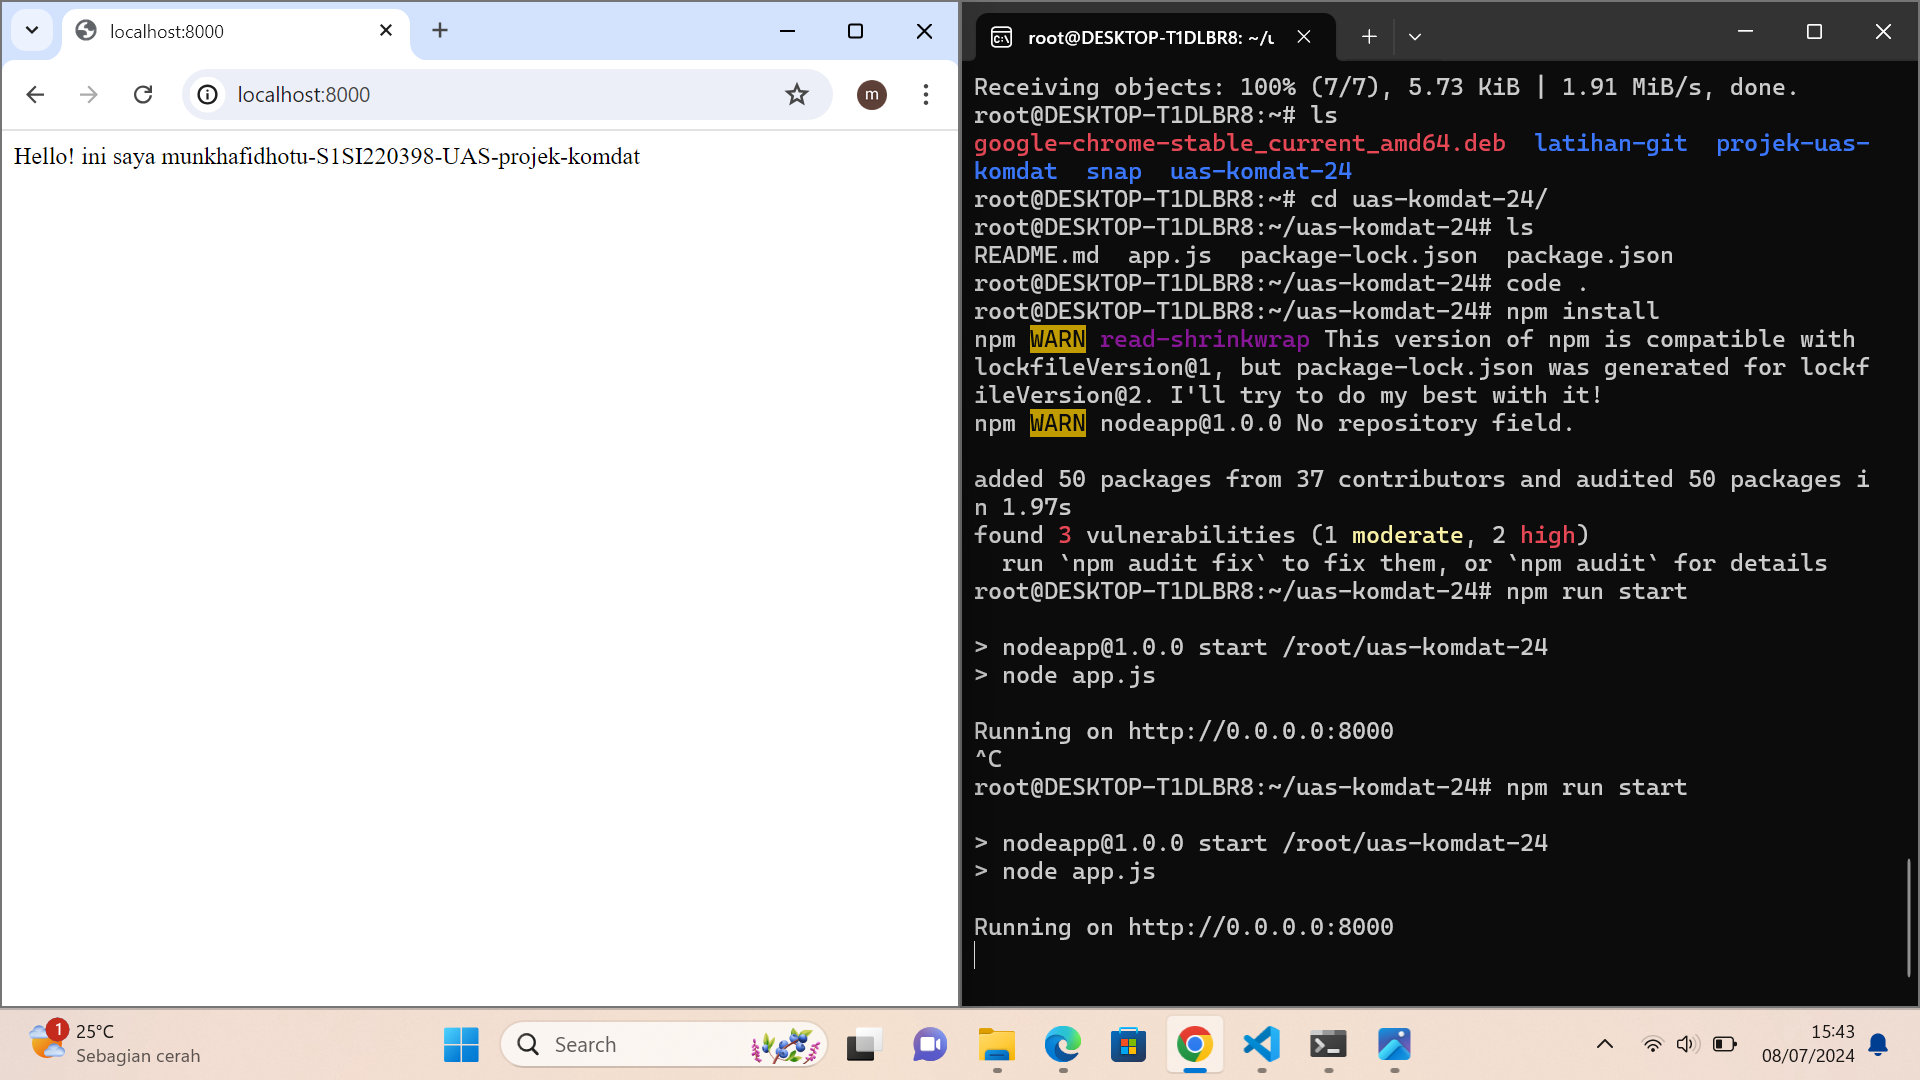 localhost:8000
localhost:8000
m
Hello! ini saya munkhafidhotu-S1SI220398-UAS-projek-komdat
root@DESKTOP-T1DLBR8: ~/u
Receiving objects: 100% (7/7), 5.73 KiB | 1.91 MiB/s, done.
root@DESKTOP-T1DLBR8:~# ls
google-chrome-stable_current_amd64.deb  latihan-git  projek-uas-
komdat  snap  uas-komdat-24
root@DESKTOP-T1DLBR8:~# cd uas-komdat-24/
root@DESKTOP-T1DLBR8:~/uas-komdat-24# ls
README.md  app.js  package-lock.json  package.json
root@DESKTOP-T1DLBR8:~/uas-komdat-24# code .
root@DESKTOP-T1DLBR8:~/uas-komdat-24# npm install
npm WARN read-shrinkwrap This version of npm is compatible with
lockfileVersion@1, but package-lock.json was generated for lockf
ileVersion@2. I'll try to do my best with it!
npm WARN nodeapp@1.0.0 No repository field.
added 50 packages from 37 contributors and audited 50 packages i
n 1.97s
found 3 vulnerabilities (1 moderate, 2 high)
  run `npm audit fix` to fix them, or `npm audit` for details
root@DESKTOP-T1DLBR8:~/uas-komdat-24# npm run start
> nodeapp@1.0.0 start /root/uas-komdat-24
> node app.js
Running on http://0.0.0.0:8000
^C
root@DESKTOP-T1DLBR8:~/uas-komdat-24# npm run start
> nodeapp@1.0.0 start /root/uas-komdat-24
> node app.js
Running on http://0.0.0.0:8000
1
25°C
Sebagian cerah
Search
15:43
08/07/2024